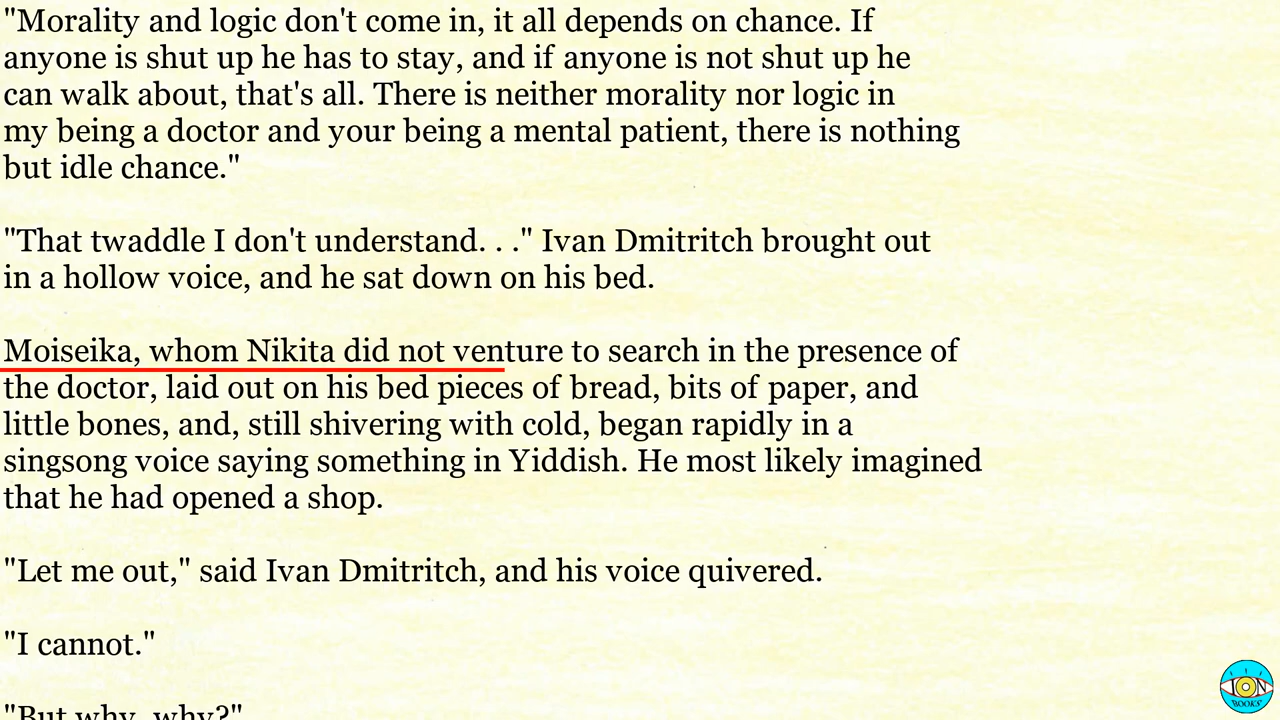 "Morality and logic don't come in, it all depends on chance. If
anyone is shut up he has to stay, and if anyone is not shut up he
can walk about, that's all. There is neither morality nor logic in
my being a doctor and your being a mental patient, there is nothing
but idle chance."
"That twaddle I don't understand. . ." Ivan Dmitritch brought out
in a hollow voice, and he sat down on his bed.
Moiseika, whom Nikita did not venture to search in the presence of
the doctor, laid out on his bed pieces of bread, bits of paper, and
little bones, and, still shivering with cold, began rapidly in a
singsong voice saying something in Yiddish. He most likely imagined
that he had opened a shop.
"Let me out," said Ivan Dmitritch, and his voice quivered.
"I cannot."
"But why, why?"
ION
BOOKS